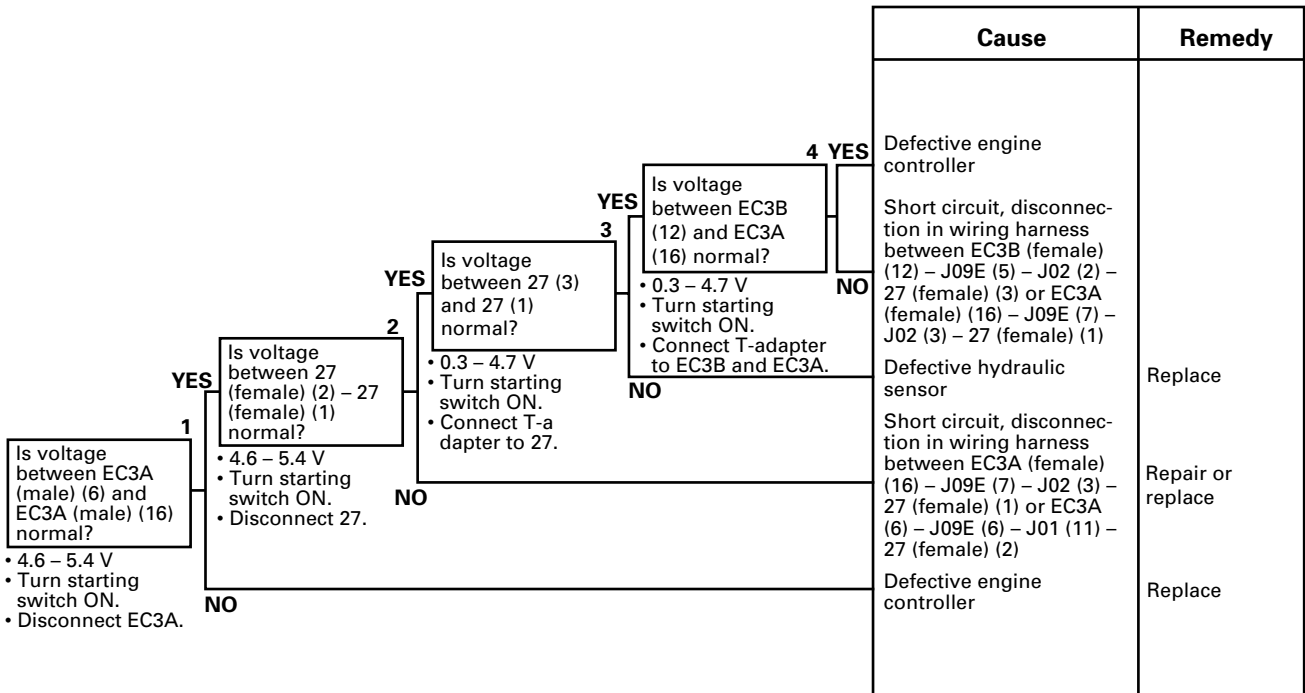 Cause
Remedy
1
Is voltage
between EC3A
(male) (6) and
EC3A (male) (16)
normal?
• 4.6 – 5.4 V
• Turn starting
switch ON.
• Disconnect EC3A.
YES
NO
2
Is voltage
between 27
(female) (2) – 27
(female) (1)
normal?
• 4.6 – 5.4 V
• Turn starting
switch ON.
• Disconnect 27.
YES
NO
3
Is voltage
between 27 (3)
and 27 (1)
normal?
• 0.3 – 4.7 V
• Turn starting
switch ON.
• Connect T-a
dapter to 27.
YES
NO
4
Is voltage
between EC3B
(12) and EC3A
(16) normal?
• 0.3 – 4.7 V
• Turn starting
switch ON.
• Connect T-adapter
to EC3B and EC3A.
YES
NO
Defective engine
controller
Short circuit, disconnec-
tion in wiring harness
between EC3B (female)
(12) – J09E (5) – J02 (2) –
27 (female) (3) or EC3A
(female) (16) – J09E (7) –
J02 (3) – 27 (female) (1)
Defective hydraulic
sensor
Replace
Short circuit, disconnec-
tion in wiring harness
between EC3A (female)
(16) – J09E (7) – J02 (3) –
27 (female) (1) or EC3A
(6) – J09E (6) – J01 (11) –
27 (female) (2)
Repair or
replace
Defective engine
controller
Replace